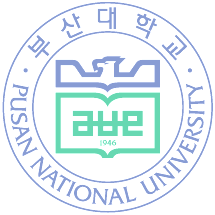 부산대학교
PUSAN NATIONAL UNIVERSITY
1946